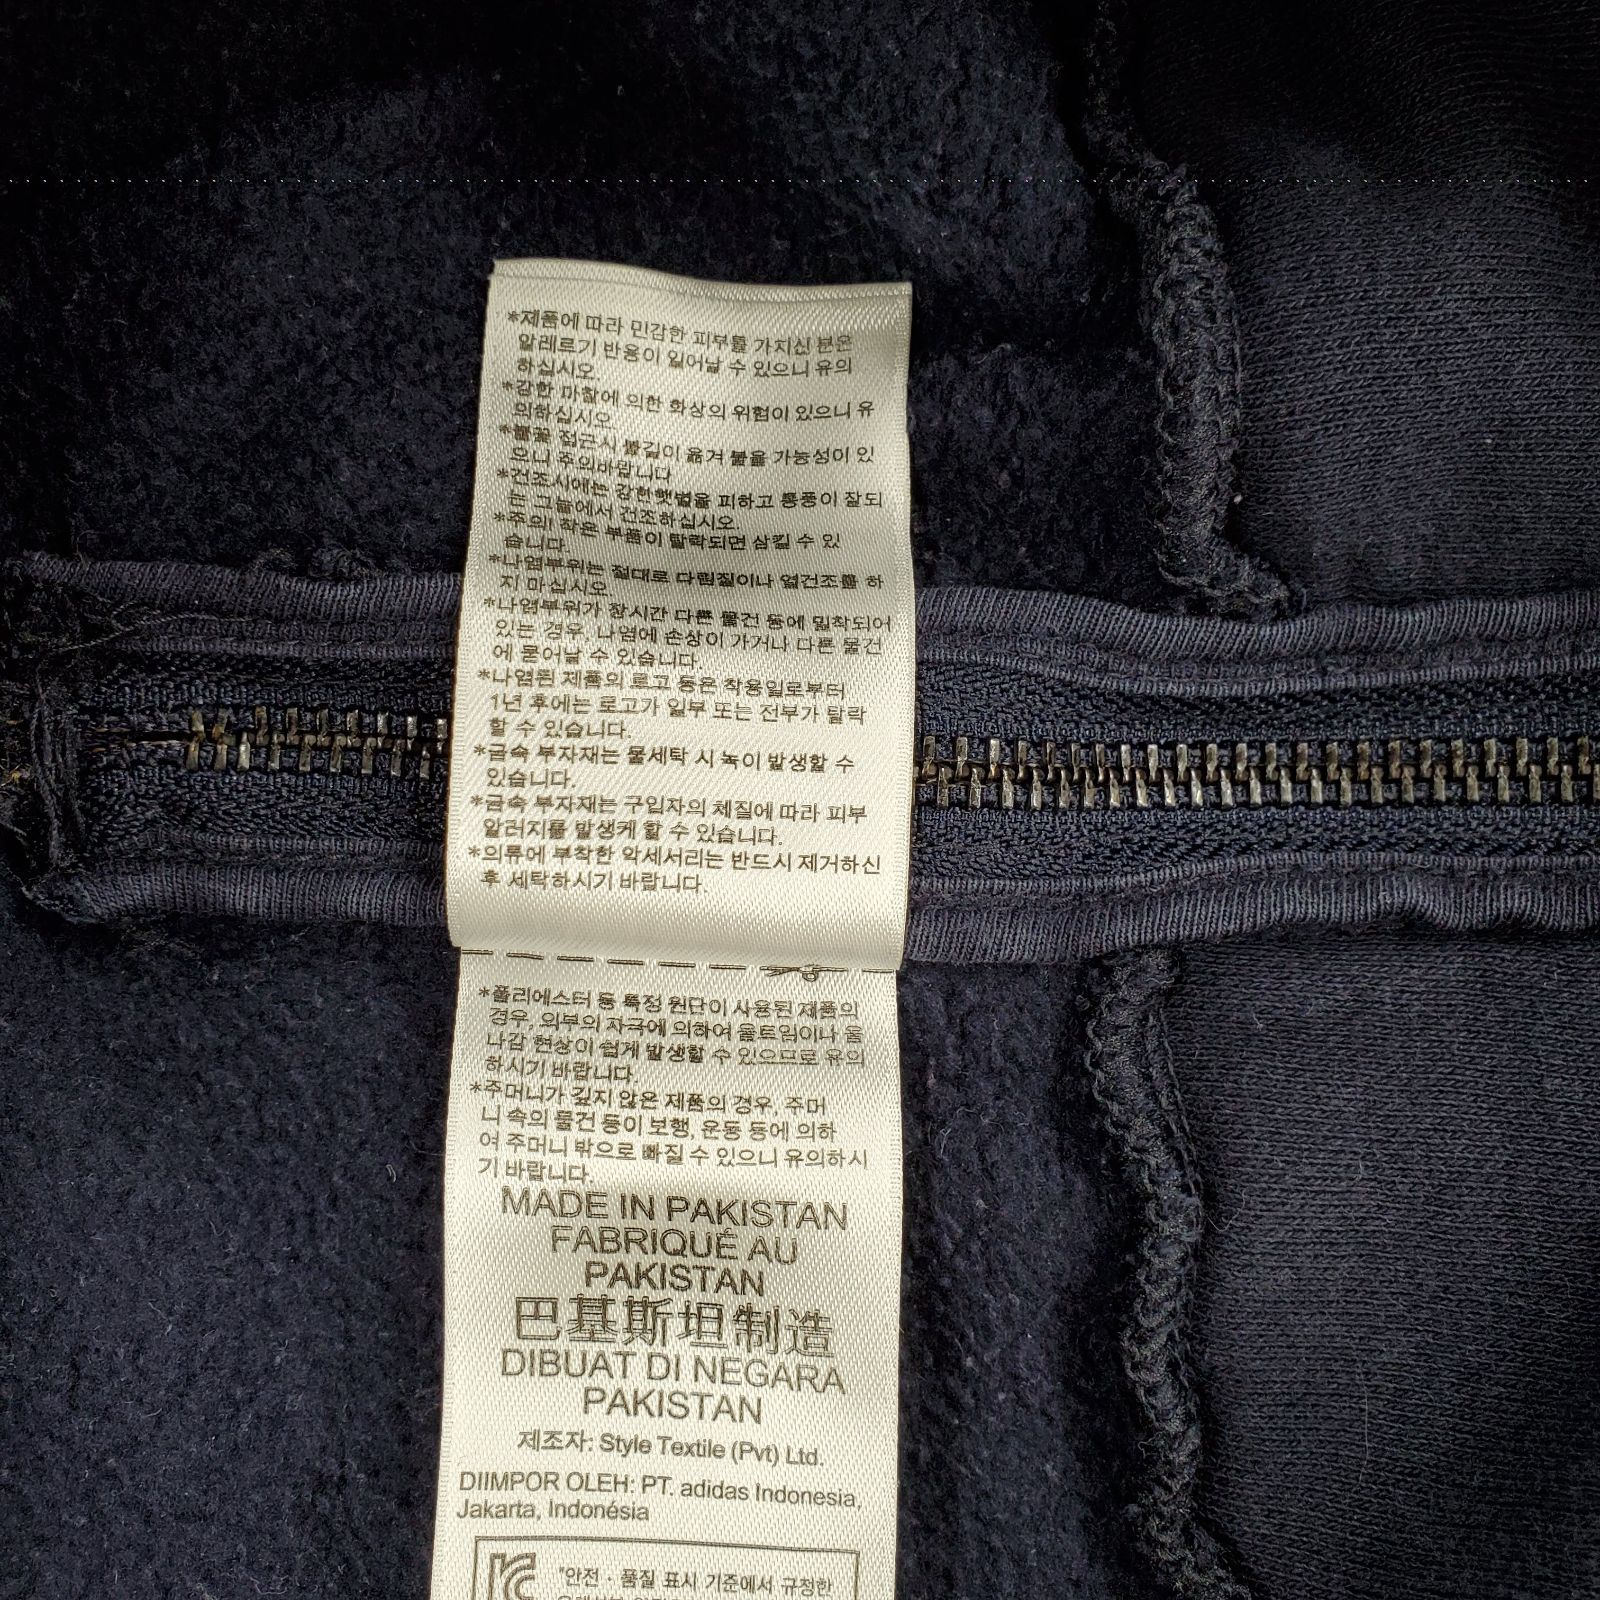 *제품에 따라 민감한 피부를 가지신 분은
알레르기 반응이 일어날 수 있으니 유의
하십시오.
*강한 마찰에 의한 화상의 위험이 있으니 유
의하십시오.
*불꽃 접근시 불길이 옮겨 붙을 가능성이 있
으니 주의바랍니다
*건조시에는 강한햇볕을 피하고 통풍이 잘되
는 그늘에서 건조하십시오.
*주의! 작은 부품이 탈락되면 삼킬 수 있
습니다.
*나염부위는 절대로 다림질이나 열건조를 하
지 마십시오.
*나염부위가 장시간 다른 물건 등에 밀착되어
있는 경우, 나염에 손상이 가거나 다른 물건
에 묻어날 수 있습니다.
*나염된 제품의 로고 등은 착용일로부터
1년 후에는 로고가 일부 또는 전부가 탈락
할 수 있습니다.
*금속 부자재는 물세탁 시 녹이 발생할 수
있습니다.
*금속 부자재는 구입자의 체질에 따라 피부
알러지를 발생케 할 수 있습니다.
*의류에 부착한 악세서리는 반드시 제거하신
후 세탁하시기 바랍니다.
*폴리에스터 등 특정 원단이 사용된 제품의
경우, 외부의 자극에 의하여 올트임이나 올
나감 현상이 쉽게 발생할 수 있으므로 유의
하시기 바랍니다.
*주머니가 깊지 않은 제품의 경우, 주머
니 속의 물건 등이 보행, 운동 등에 의하
여 주머니 밖으로 빠질 수 있으니 유의하시
기 바랍니다.
MADE IN PAKISTAN
FABRIQUÉ AU
PAKISTAN
巴基斯坦制造
DIBUAT DI NEGARA
PAKISTAN
제조자: Style Textile (Pvt) Ltd.
DIIMPOR OLEH: PT. adidas Indonesia,
Jakarta, Indonésia
"안전 · 품질 표시 기준에서 규정한